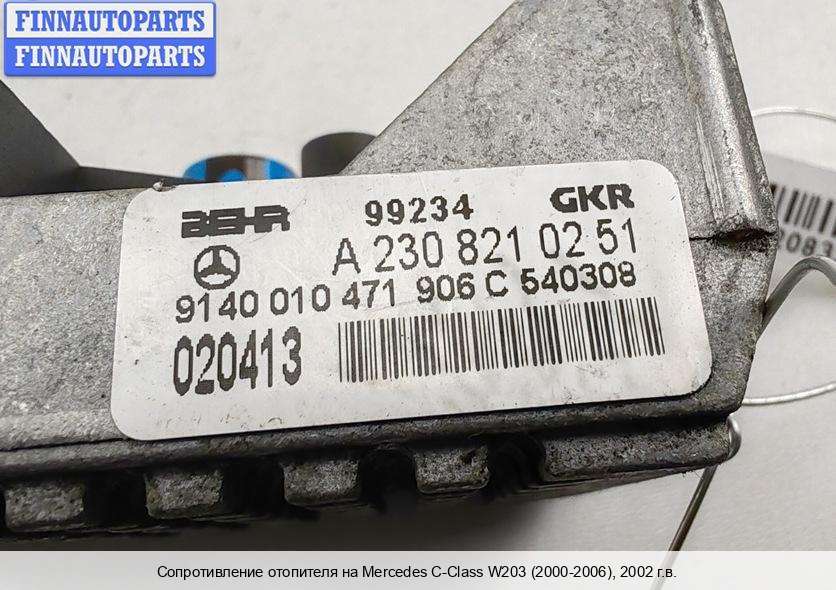 FINNAUTOPARTS
FINNAUTOPARTS
BEHR 99234 GKR
A 230 821 02 51
9140 010 471 906 C 540308
020413
Сопротивление отопителя на Mercedes C-Class W203 (2000-2006), 2002 г.в.